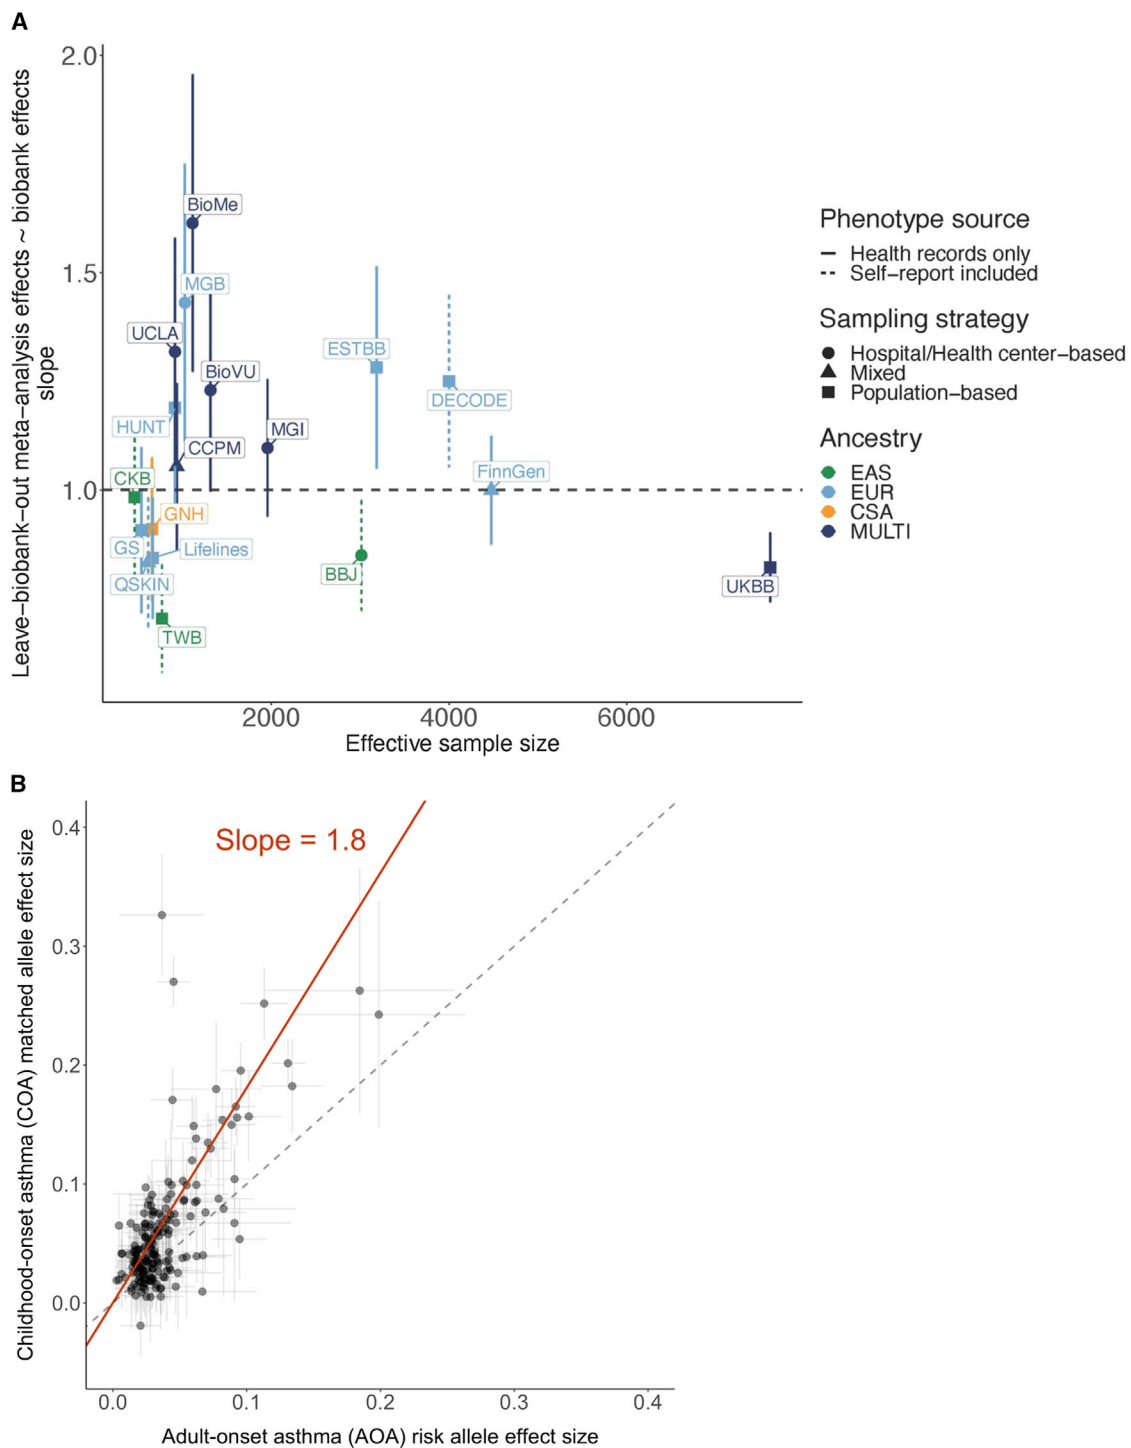 A
Leave−biobank−out meta−analysis effects ~ biobank effects
slope
2.0
1.5
1.0
BioMe
MGB
UCLA
BioVU
ESTBB
DECODE
HUNT
MGI
CCPM
FinnGen
CKB
GNH
GS
Lifelines
QSKIN
BBJ
UKBB
TWB
2000
4000
6000
Effective sample size
Phenotype source
Health records only
Self−report included
Sampling strategy
Hospital/Health center−based
Mixed
Population−based
Ancestry
EAS
EUR
CSA
MULTI
B
Childhood-onset asthma (COA) matched allele effect size
0.4
0.3
0.2
0.1
0.0
Slope = 1.8
0.0
0.1
0.2
0.3
0.4
Adult-onset asthma (AOA) risk allele effect size